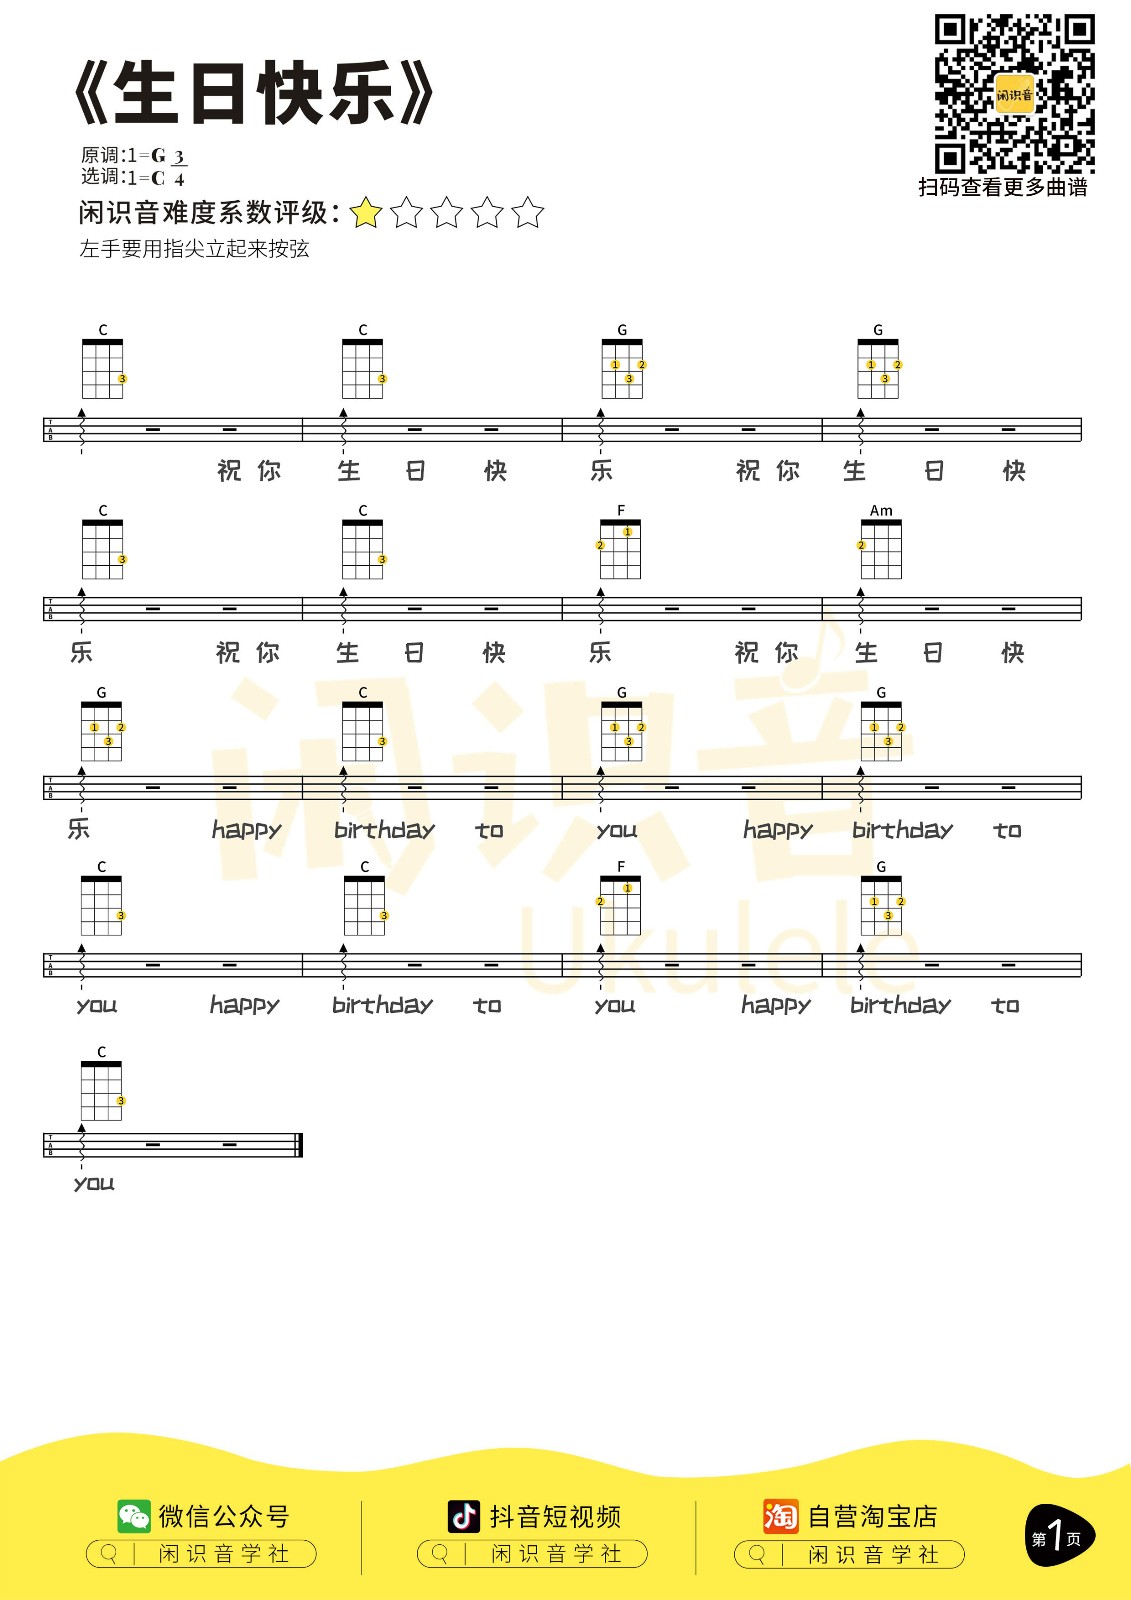 《生日快乐》
闲识音
扫码查看更多曲谱
原调:1=G 3
选调:1=C 4
闲识音难度系数评级:
左手要用指尖立起来按弦
C C G G
3 3 1 2 3 1 2 3
T A B
祝 你 生 日 快 乐 祝 你 生 日 快
C C F Am
3 3 2 1 2
T A B
乐 祝 你 生 日 快 乐 祝 你 生 日 快
G C G G
1 2 3 3 1 2 3 1 2 3
T A B
乐 happy birthday to you happy birthday to
C C F G
3 3 2 1 1 2 3
T A B
you happy birthday to you happy birthday to
C
3
T A B
you
闲识音
Ukulele
微信公众号 抖音短视频 淘 自营淘宝店
闲识音学社 闲识音学社 闲识音学社
第1页